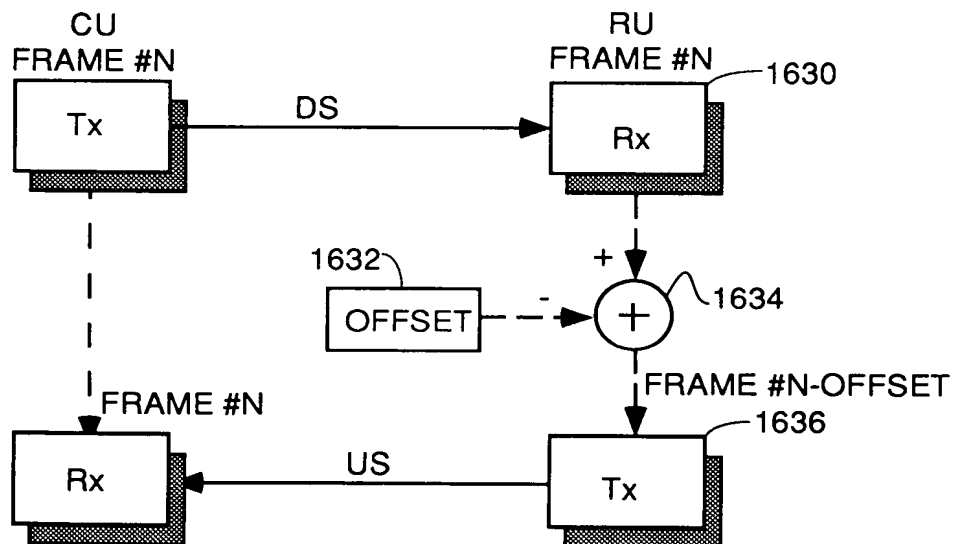 CU
FRAME #N
RU
FRAME #N
1630
Tx
DS
Rx
1632
+
-
1634
OFFSET
+
FRAME #N-OFFSET
FRAME #N
1636
Rx
US
Tx